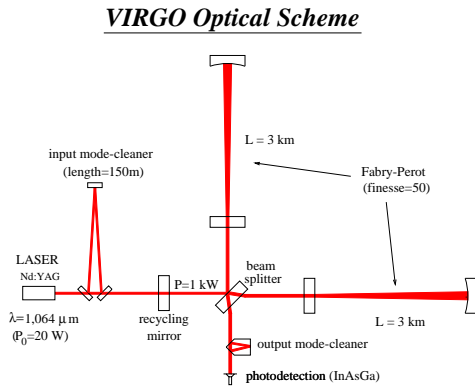 VIRGO Optical Scheme
input mode-cleaner
(length=150m)
L = 3 km
Fabry-Perot
(finesse=50)
LASER
Nd:YAG
P=1 kW
beam
splitter
λ=1,064 μm
(P₀=20 W)
recycling
mirror
L = 3 km
output mode-cleaner
photodetection (InAsGa)